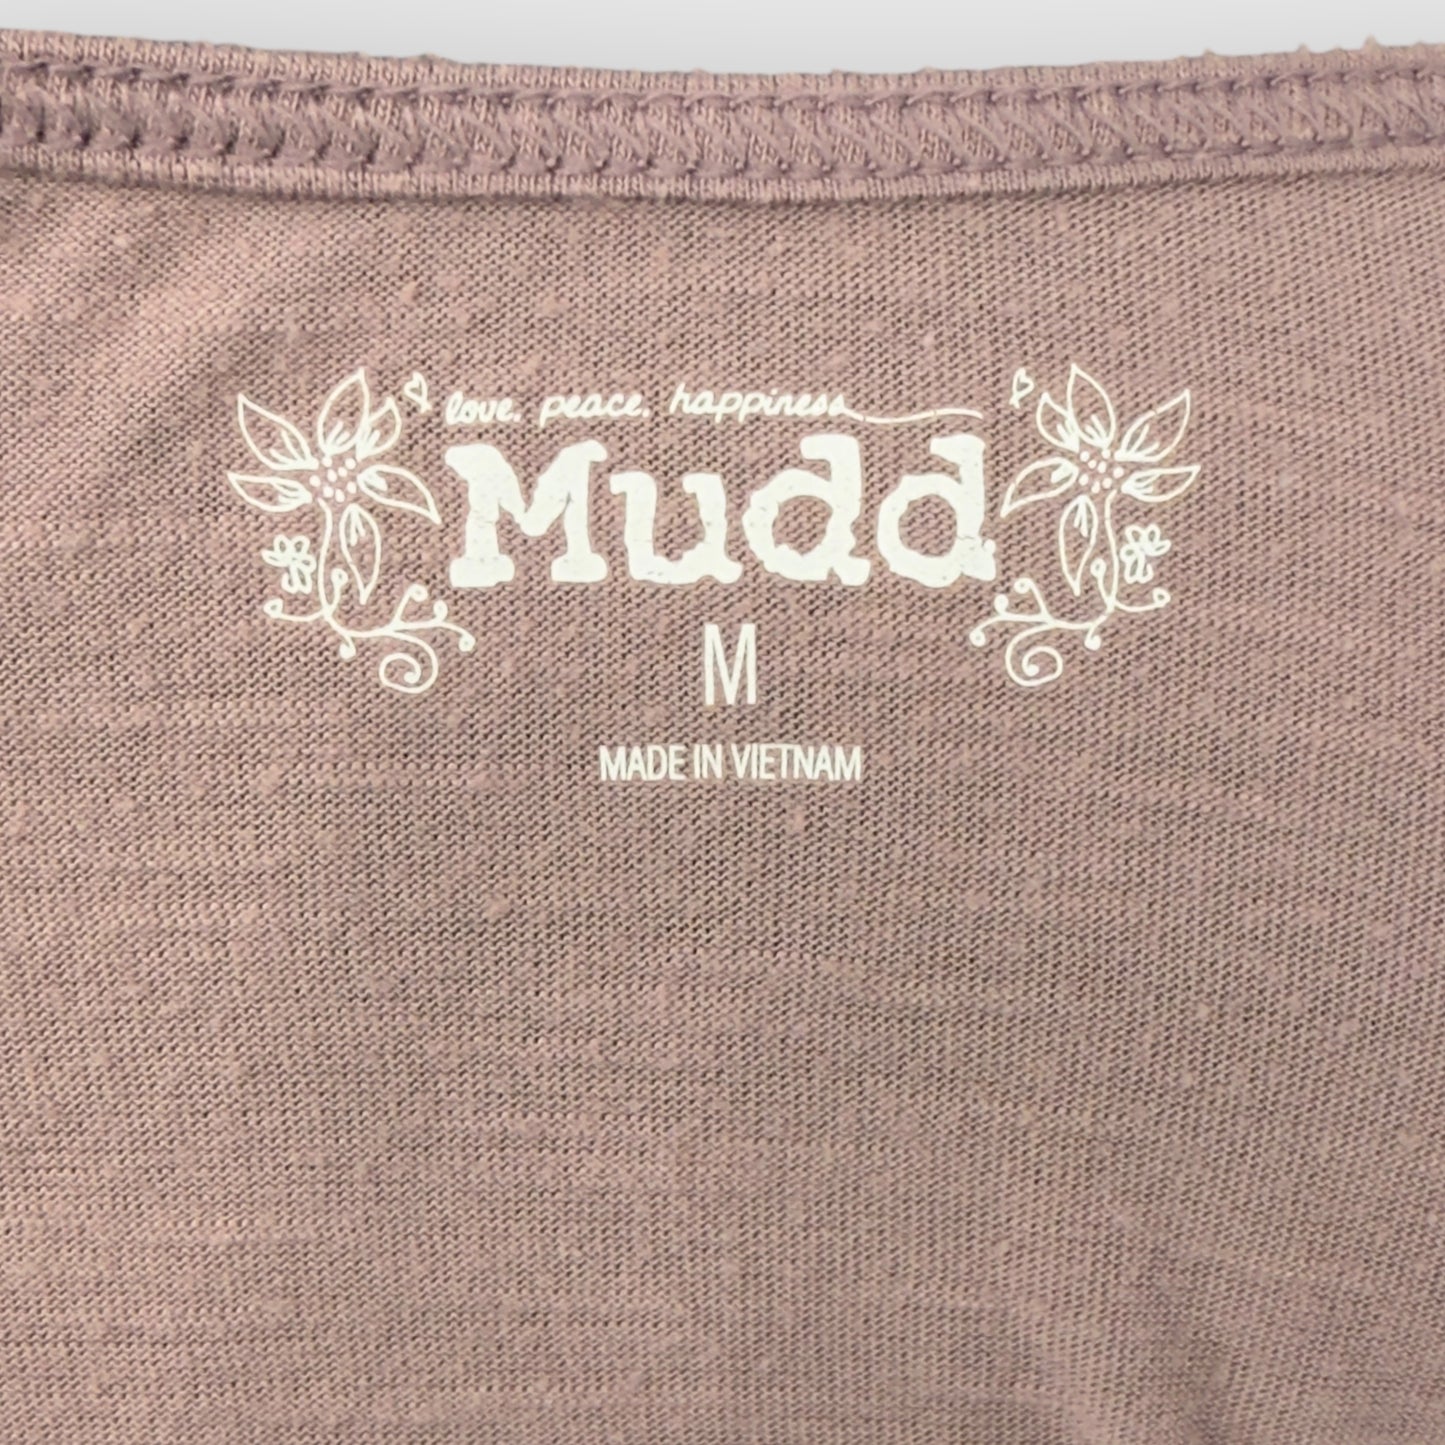 love. peace. happiness
Mudd
M
MADE IN VIETNAM